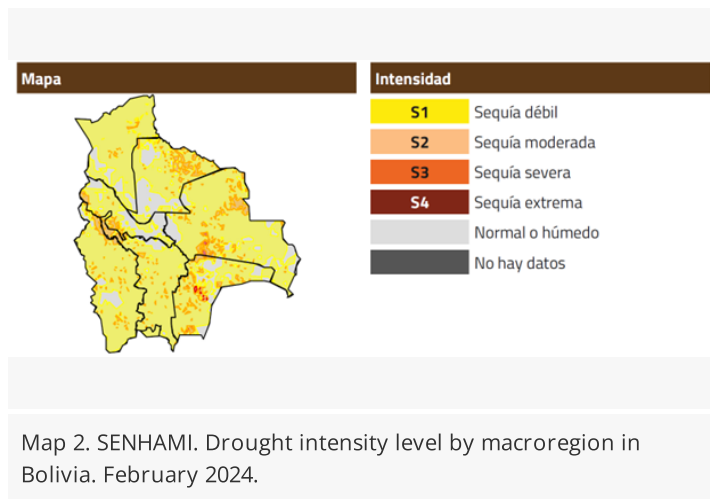 Mapa
Intensidad
S1 Sequía débil
S2 Sequía moderada
S3 Sequía severa
S4 Sequía extrema
Normal o húmedo
No hay datos
Map 2. SENHAMI. Drought intensity level by macroregion in
Bolivia. February 2024.